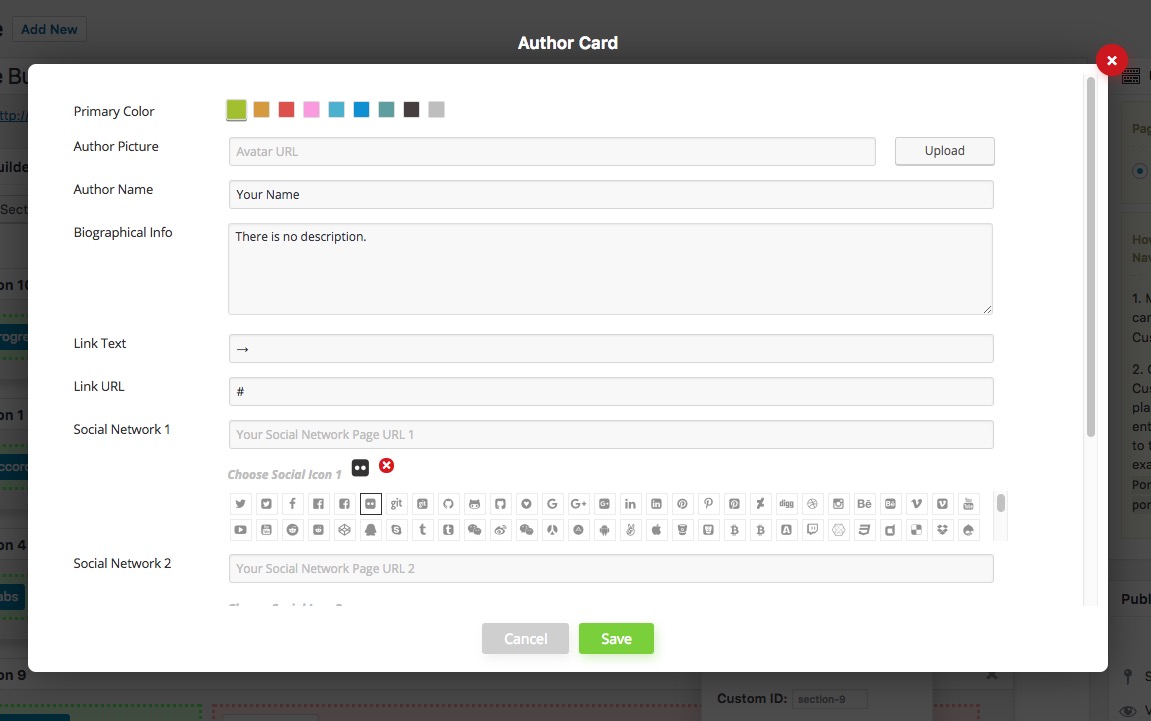 Add New
Author Card
Primary Color
Author Picture
Avatar URL
Upload
Author Name
Your Name
Biographical Info
There is no description.
Link Text
→
Link URL
#
Social Network 1
Your Social Network Page URL 1
Choose Social Icon 1
git
digg
Social Network 2
Your Social Network Page URL 2
Cancel
Save
Custom ID:
section-9